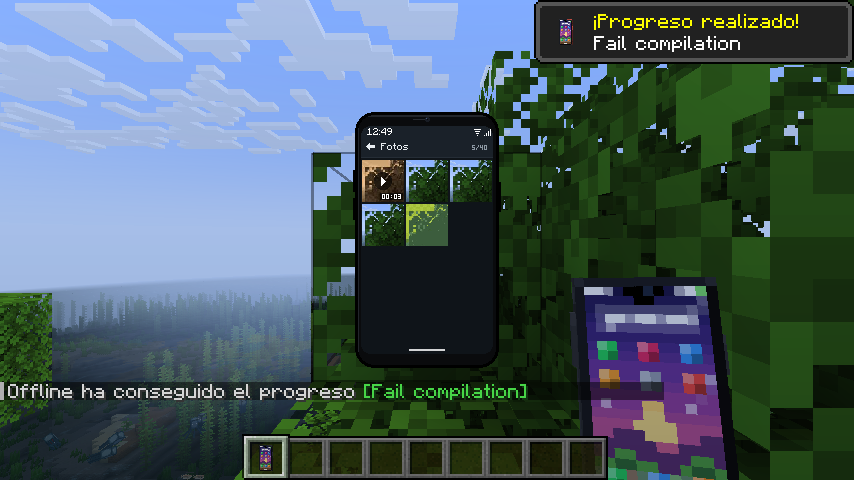 ¡Progreso realizado!
Fail compilation
12:49
Fotos
5/40
00:03
Offline ha conseguido el progreso [Fail compilation]